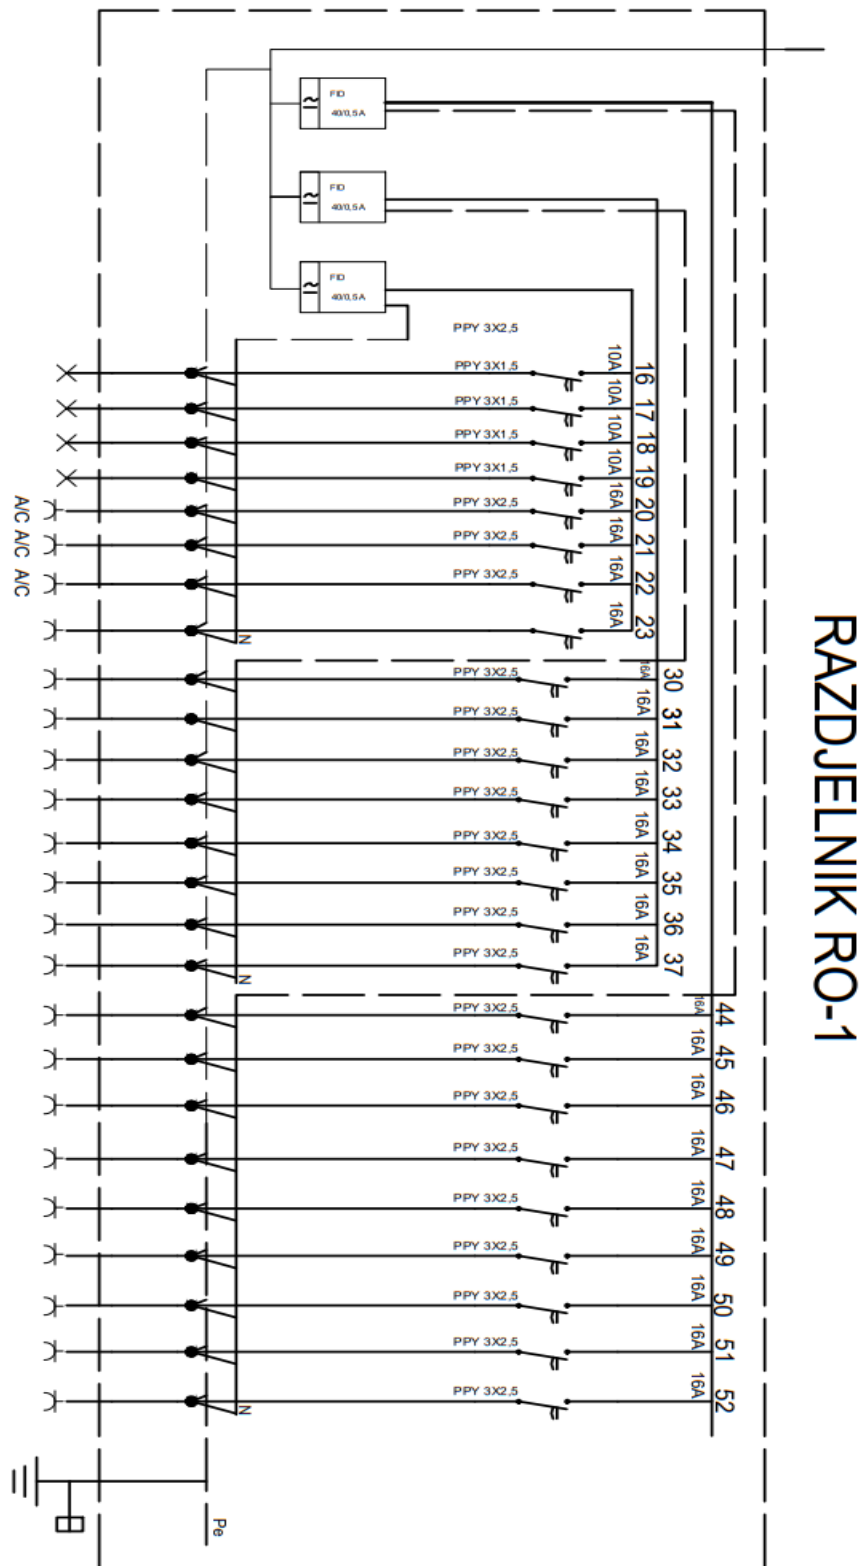 RAZDJELNIK RO-1
FID
40/0,5A
FID
40/0,5A
FID
40/0,5A
PPY 3X2,5
PPY 3X1,5
10A
16
PPY 3X1,5
10A
17
PPY 3X1,5
10A
18
PPY 3X1,5
10A
19
PPY 3X2,5
16A
20
PPY 3X2,5
16A
21
PPY 3X2,5
16A
22
16A
23
A/C A/C A/C
N
PPY 3X2,5
16A
30
PPY 3X2,5
16A
31
PPY 3X2,5
16A
32
PPY 3X2,5
16A
33
PPY 3X2,5
16A
34
PPY 3X2,5
16A
35
PPY 3X2,5
16A
36
PPY 3X2,5
16A
37
N
PPY 3X2,5
16A
44
PPY 3X2,5
16A
45
PPY 3X2,5
16A
46
PPY 3X2,5
16A
47
PPY 3X2,5
16A
48
PPY 3X2,5
16A
49
PPY 3X2,5
16A
50
PPY 3X2,5
16A
51
PPY 3X2,5
16A
52
N
Pe